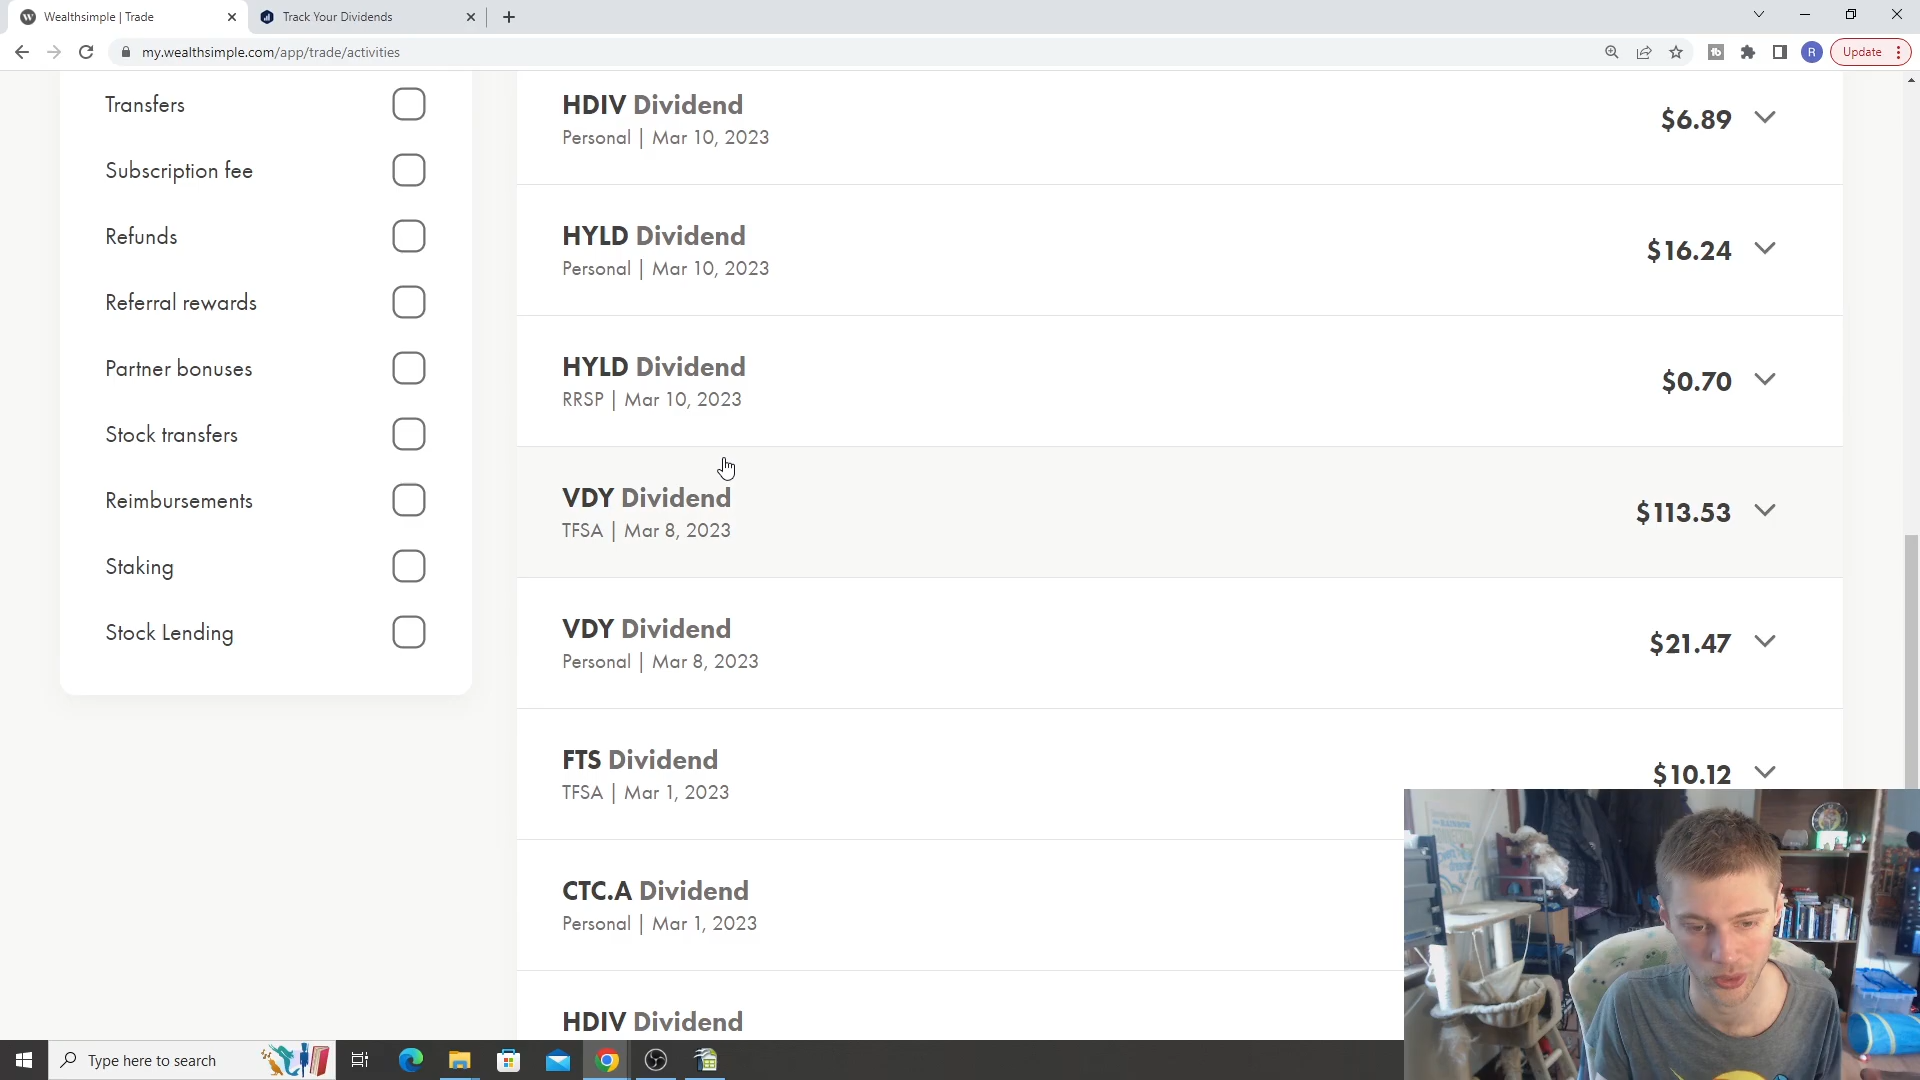 Wealthsimple | Trade
Track Your Dividends
my.wealthsimple.com/app/trade/activities
Update
Transfers
Subscription fee
Refunds
Referral rewards
Partner bonuses
Stock transfers
Reimbursements
Staking
Stock Lending
HDIV Dividend
Personal | Mar 10, 2023
$6.89
HYLD Dividend
Personal | Mar 10, 2023
$16.24
HYLD Dividend
RRSP | Mar 10, 2023
$0.70
VDY Dividend
TFSA | Mar 8, 2023
$113.53
VDY Dividend
Personal | Mar 8, 2023
$21.47
FTS Dividend
TFSA | Mar 1, 2023
$10.12
CTC.A Dividend
Personal | Mar 1, 2023
HDIV Dividend
Type here to search